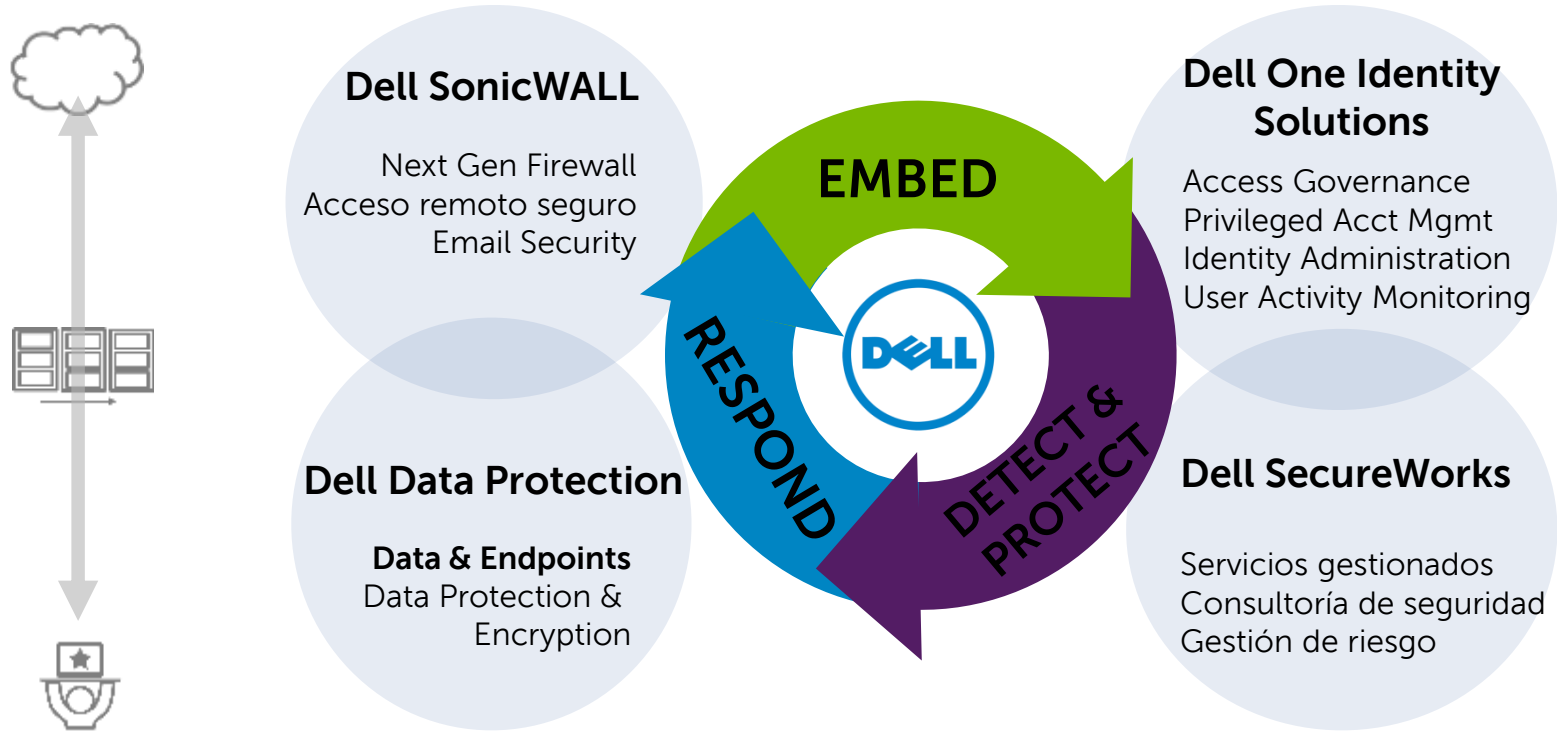 Dell SonicWALL
Next Gen Firewall
Acceso remoto seguro
Email Security
Dell One Identity
Solutions
Access Governance
Privileged Acct Mgmt
Identity Administration
User Activity Monitoring
EMBED
RESPOND
DELL
DETECT &
PROTECT
Dell Data Protection
Data & Endpoints
Data Protection &
Encryption
Dell SecureWorks
Servicios gestionados
Consultoría de seguridad
Gestión de riesgo